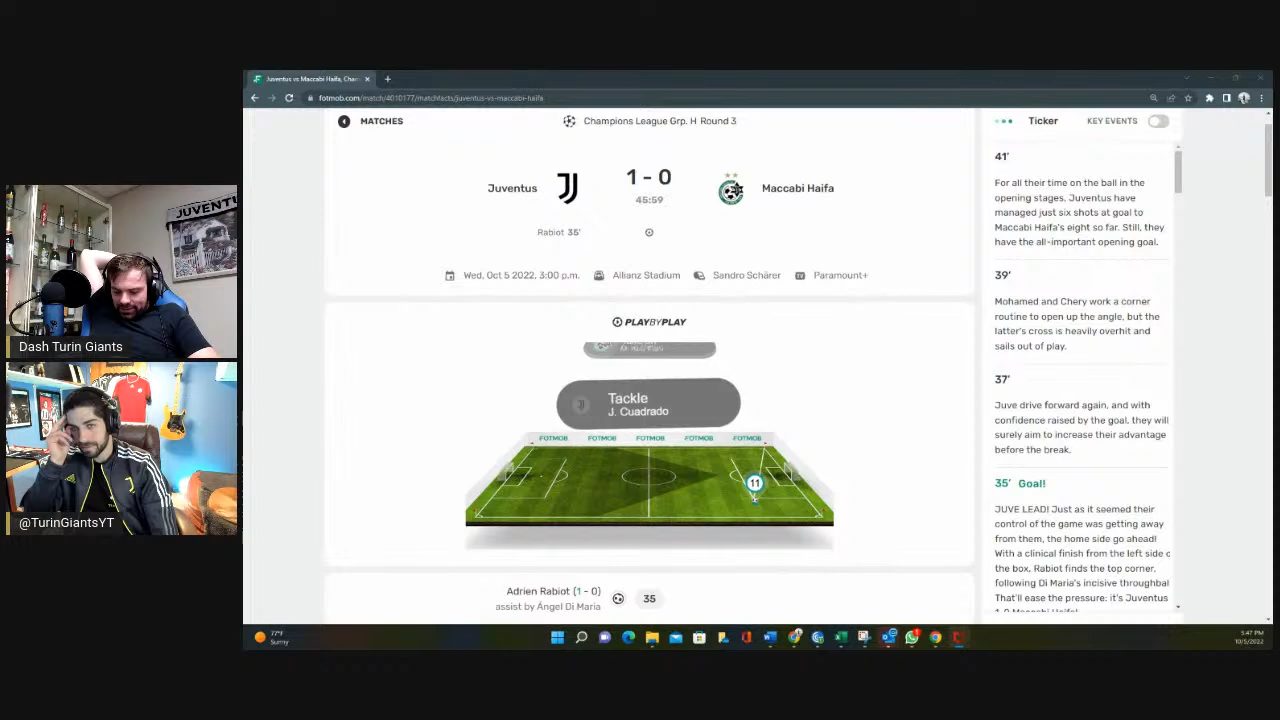 Juventus vs Maccabi Haifa, Cham
fotmob.com/match/4010177/matchfacts/juventus-vs-maccabi-haifa
MATCHES
Champions League Grp. H Round 3
Juventus
1 - 0
Maccabi Haifa
45:59
Rabiot 35'
Wed, Oct 5 2022, 3:00 p.m.
Allianz Stadium
Sandro Schärer
Paramount+
PLAYBYPLAY
Tackle
J. Cuadrado
FOTMOB FOTMOB FOTMOB FOTMOB FOTMOB
11
Adrien Rabiot (1 - 0)
assist by Ángel Di Maria
35
Ticker
KEY EVENTS
41'
For all their time on the ball in the
opening stages, Juventus have
managed just six shots at goal to
Maccabi Haifa's eight so far. Still, they
have the all-important opening goal.
39'
Mohamed and Chery work a corner
routine to open up the angle, but the
latter's cross is heavily overhit and
sails out of play.
37'
Juve drive forward again, and with
confidence raised by the goal, they will
surely aim to increase their advantage
before the break.
35' Goal!
JUVE LEAD! Just as it seemed their
control of the game was getting away
from them, the home side go ahead!
With a clinical finish from the left side o
the box, Rabiot finds the top corner,
following Di Maria's incisive throughbal
That'll ease the pressure: it's Juventus
1-0 Maccabi Haifa!
JUVENTUS
Dash Turin Giants
@TurinGiantsYT
77°F
Sunny
3:47 PM
10/5/2022